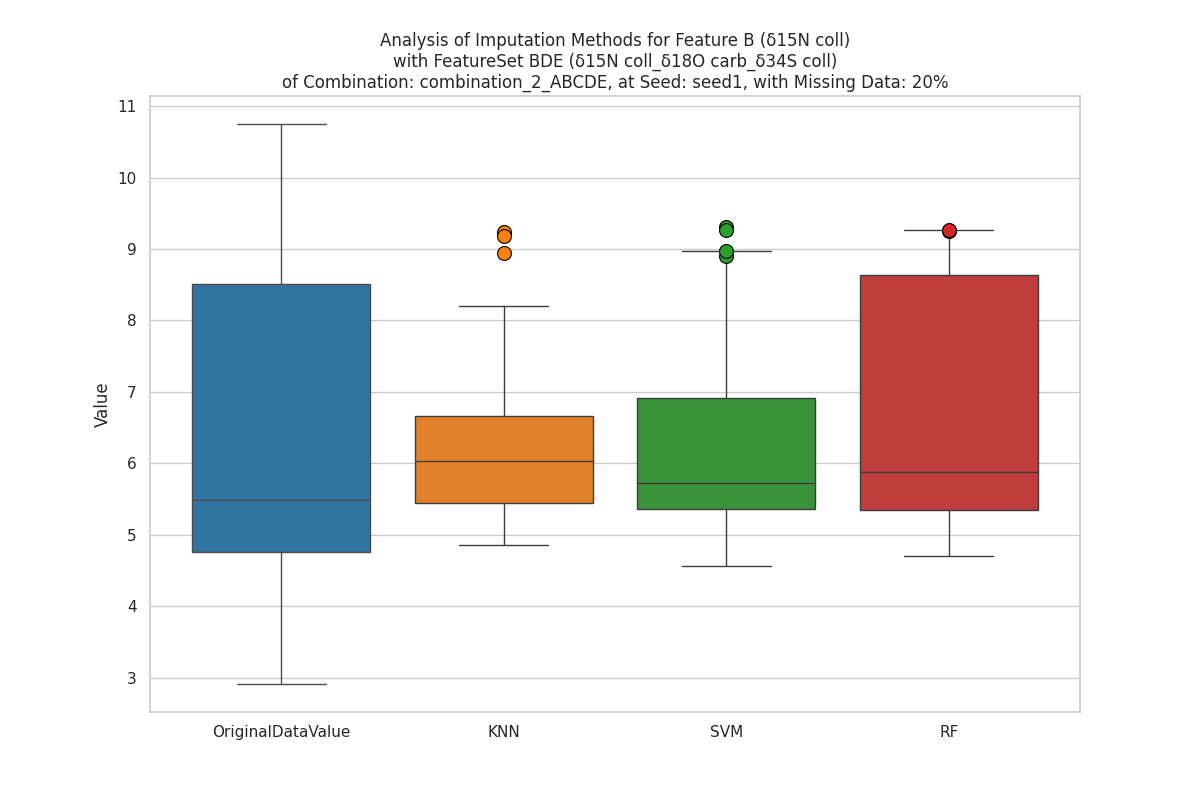 Analysis of Imputation Methods for Feature B (δ15N coll)
with FeatureSet BDE (δ15N coll_δ18O carb_δ34S coll)
of Combination: combination_2_ABCDE, at Seed: seed1, with Missing Data: 20%
11
10
9
8
7
6
5
4
3
Value
OriginalDataValue
KNN
SVM
RF